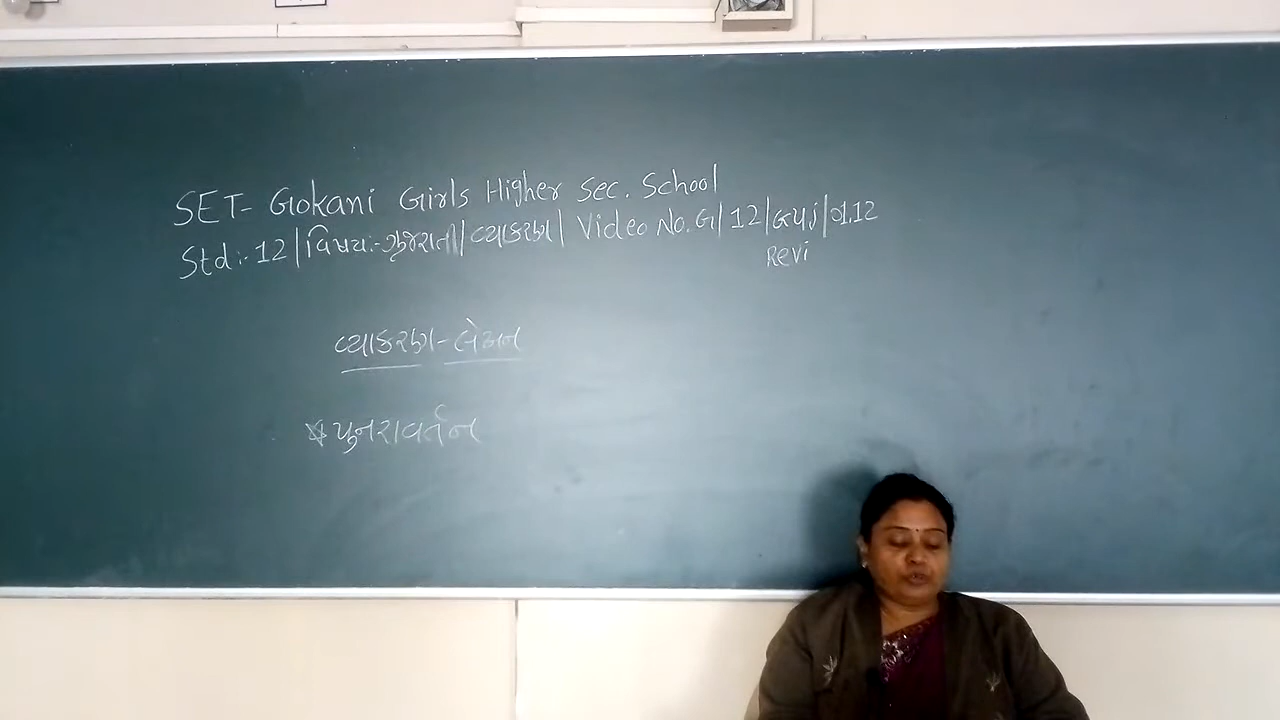 SET- Gokani Girls Higher Sec. School
Std:- 12 | વિષય:- ગુજરાતી | વ્યાકરણ | Video No. G | 12 | Guj | વા.12
Revi
વ્યાકરણ - લેખન
* પુનરાવર્તન